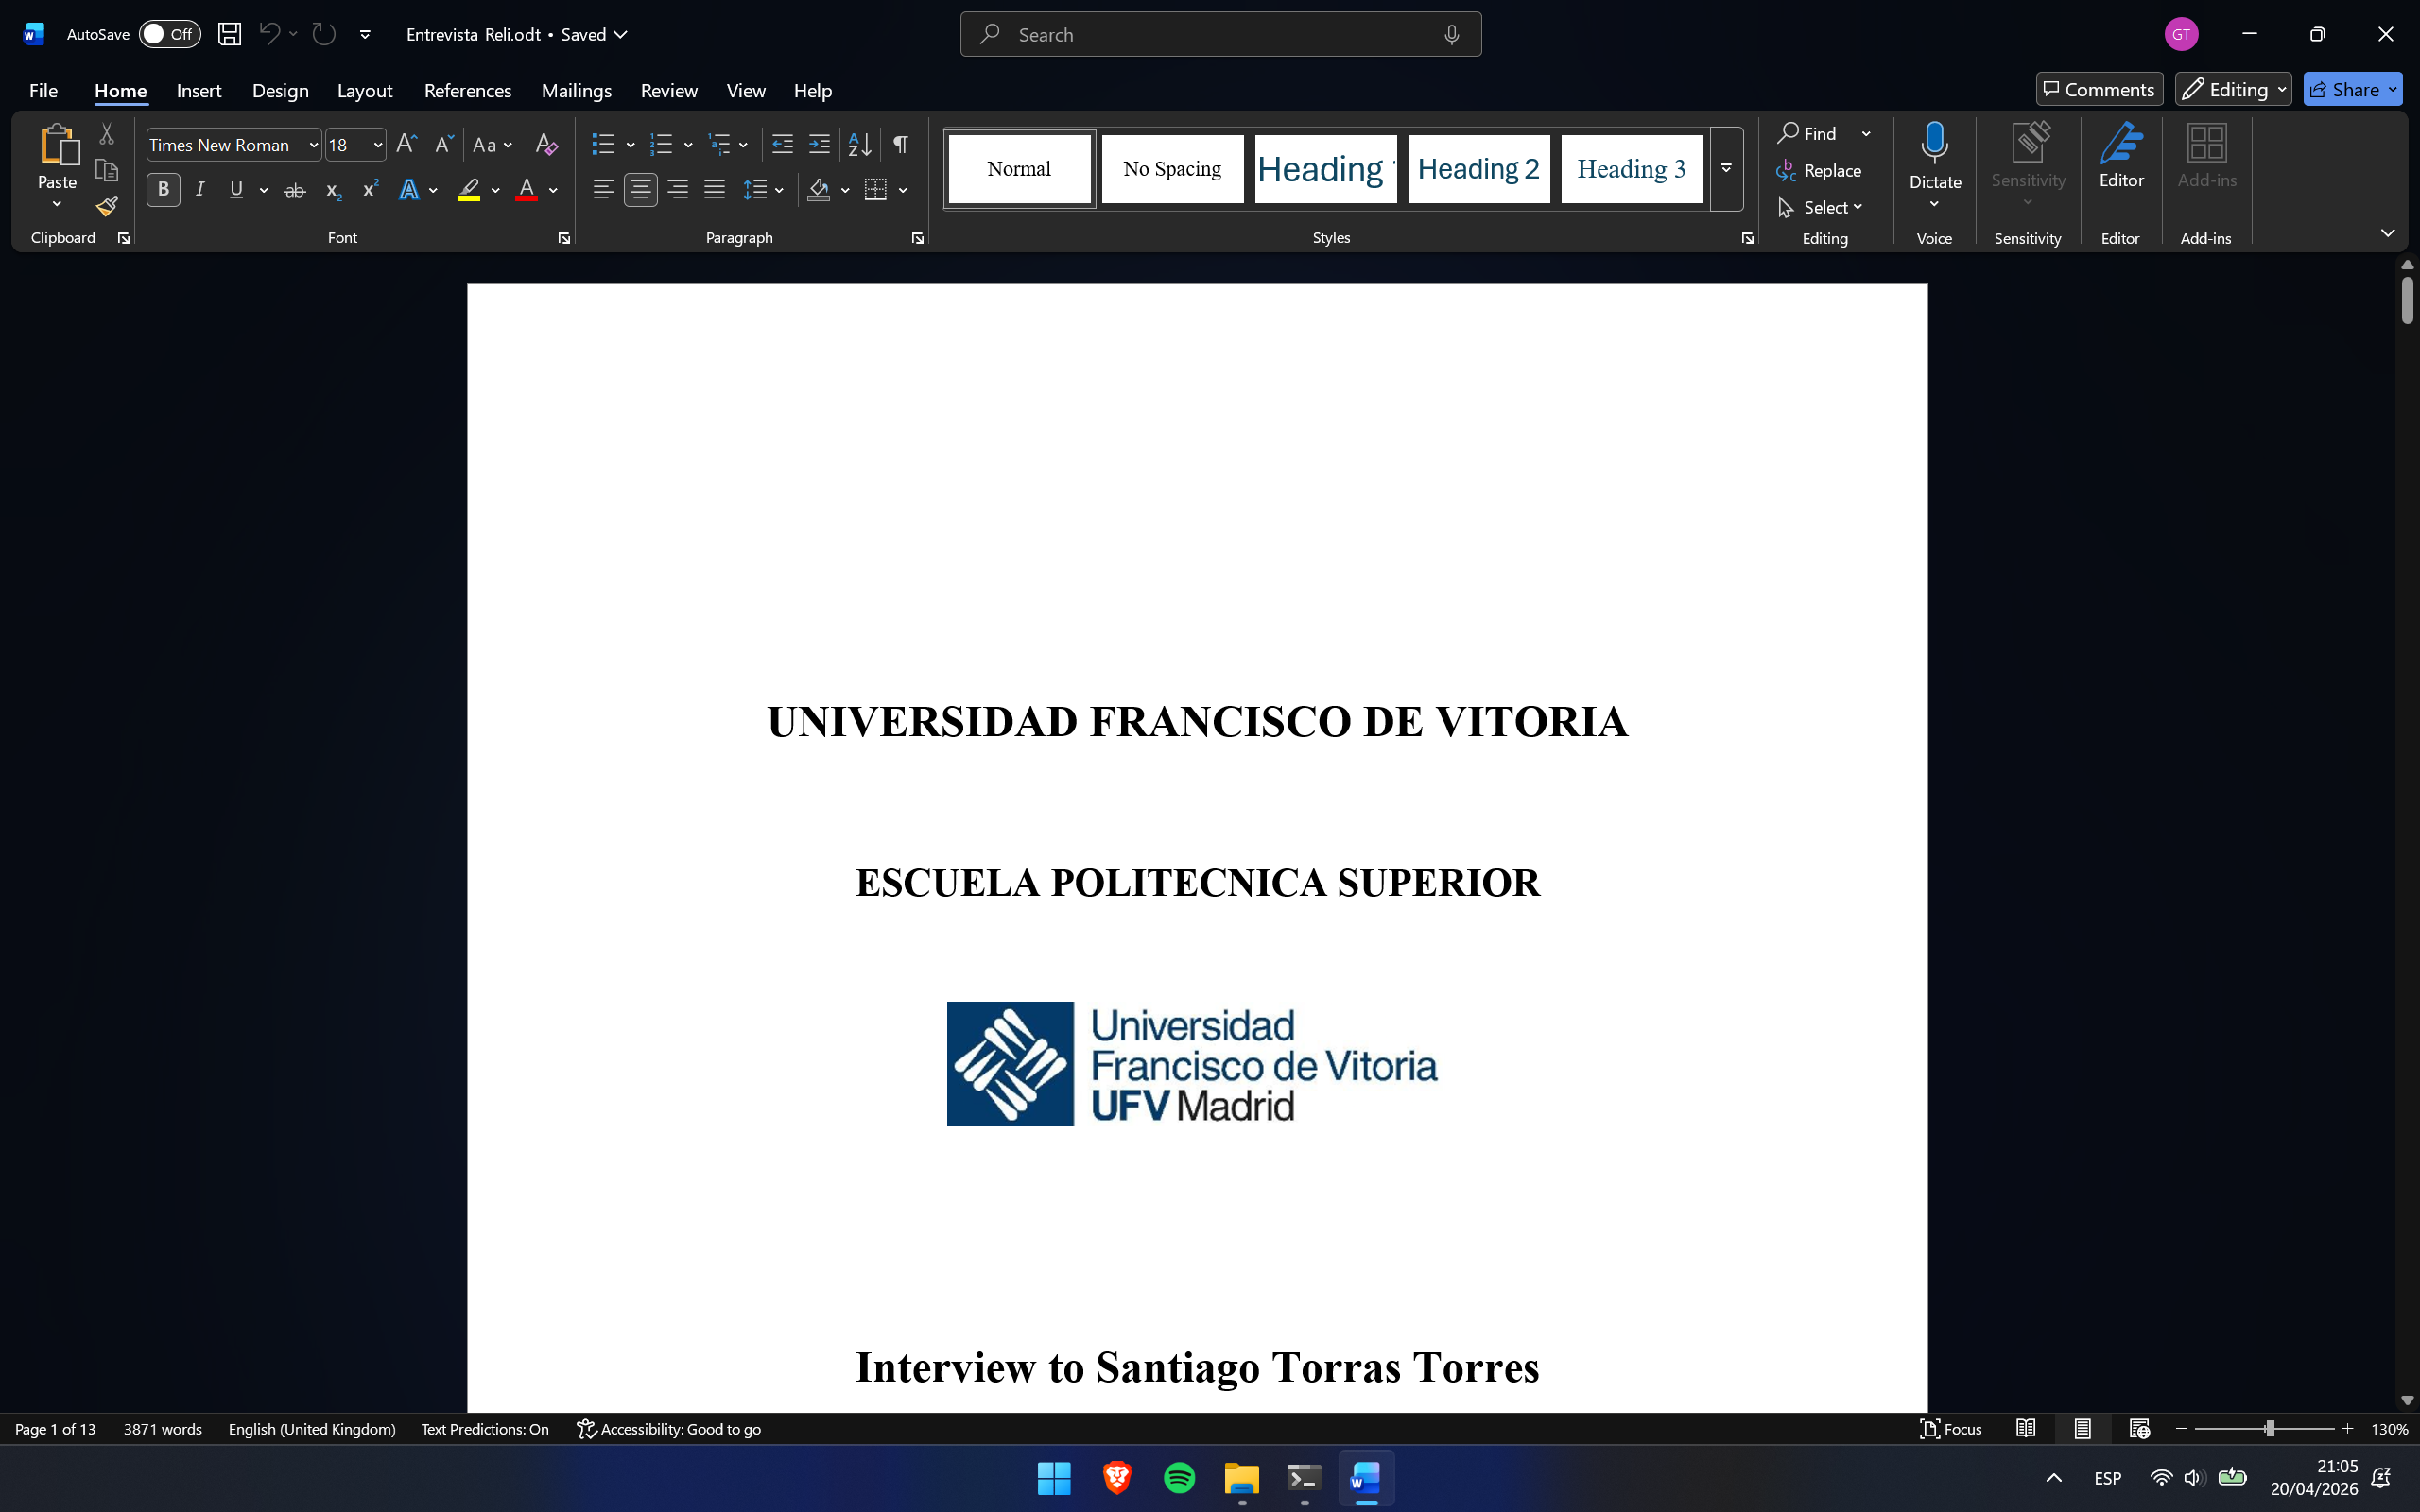 AutoSave Off Entrevista_Reli.odt • Saved Search GT
File Home Insert Design Layout References Mailings Review View Help Comments Editing Share
Paste Times New Roman 18 Aa Normal No Spacing Heading Heading 2 Heading 3 Find Replace Select Dictate Sensitivity Editor Add-ins
Clipboard Font Paragraph Styles Editing Voice Sensitivity Editor Add-ins
UNIVERSIDAD FRANCISCO DE VITORIA
ESCUELA POLITECNICA SUPERIOR
Universidad
Francisco de Vitoria
UFV Madrid
Interview to Santiago Torras Torres
Page 1 of 13 3871 words English (United Kingdom) Text Predictions: On Accessibility: Good to go Focus 130%
ESP 21:05
20/04/2026